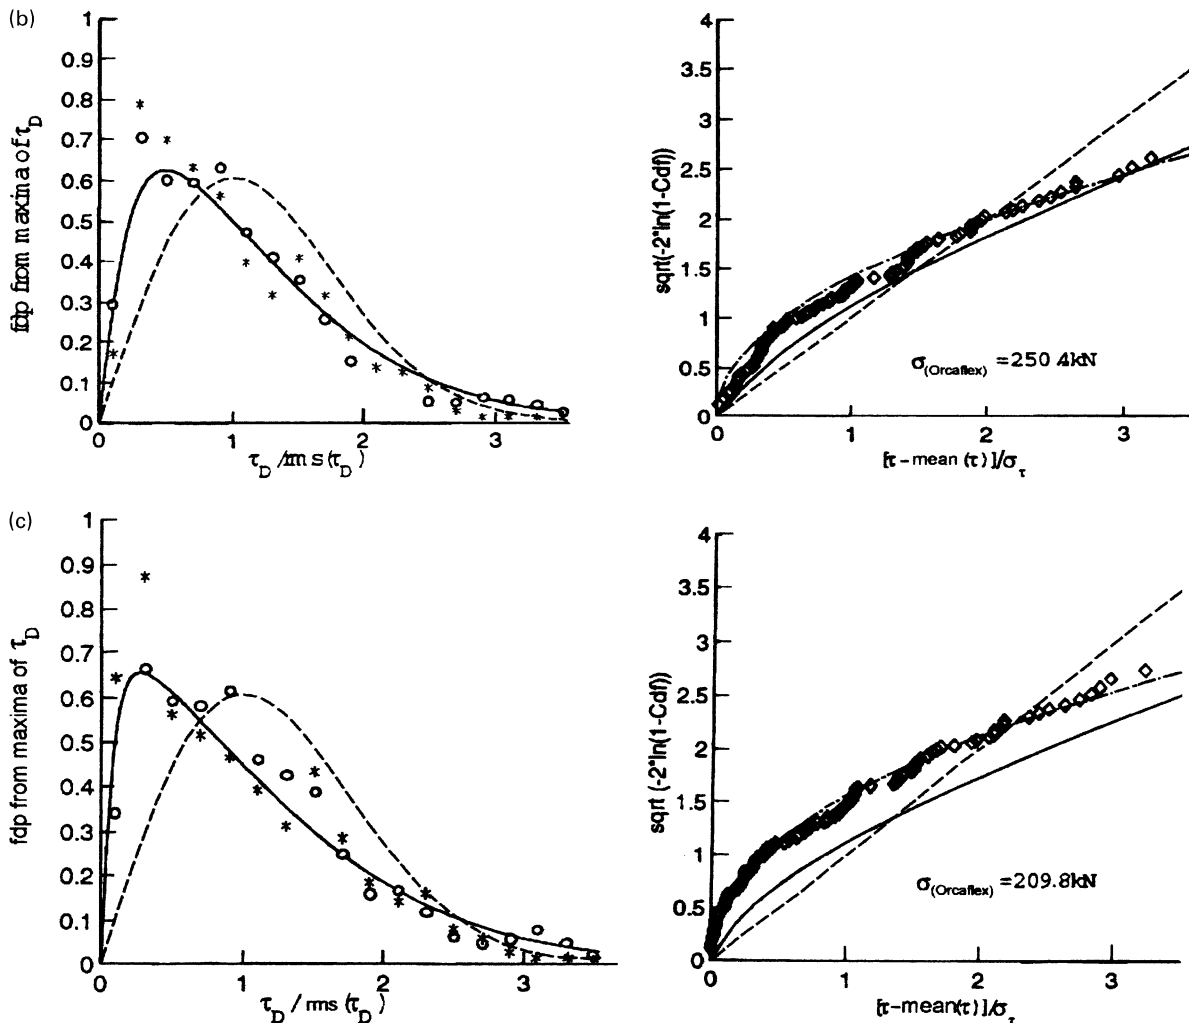 (b)
1
0.9
0.8
0.7
0.6
0.5
0.4
0.3
0.2
0.1
0
fdp from maxima of τD
0 1 2 3
τD /rms(τD)
4
3.5
3
2.5
2
1.5
1
0.5
0
sqrt(-2*ln(1-Cdf))
σ(Orcaflex) =250.4kN
0 1 2 3
[τ-mean(τ)]/στ
(c)
1
0.9
0.8
0.7
0.6
0.5
0.4
0.3
0.2
0.1
0
fdp from maxima of τD
0 1 2 3
τD / rms (τD)
4
3.5
3
2.5
2
1.5
1
0.5
0
sqrt (-2*ln(1-Cdf))
σ(Orcaflex) =209.8kN
0 1 2 3
[τ-mean(τ)]/στ